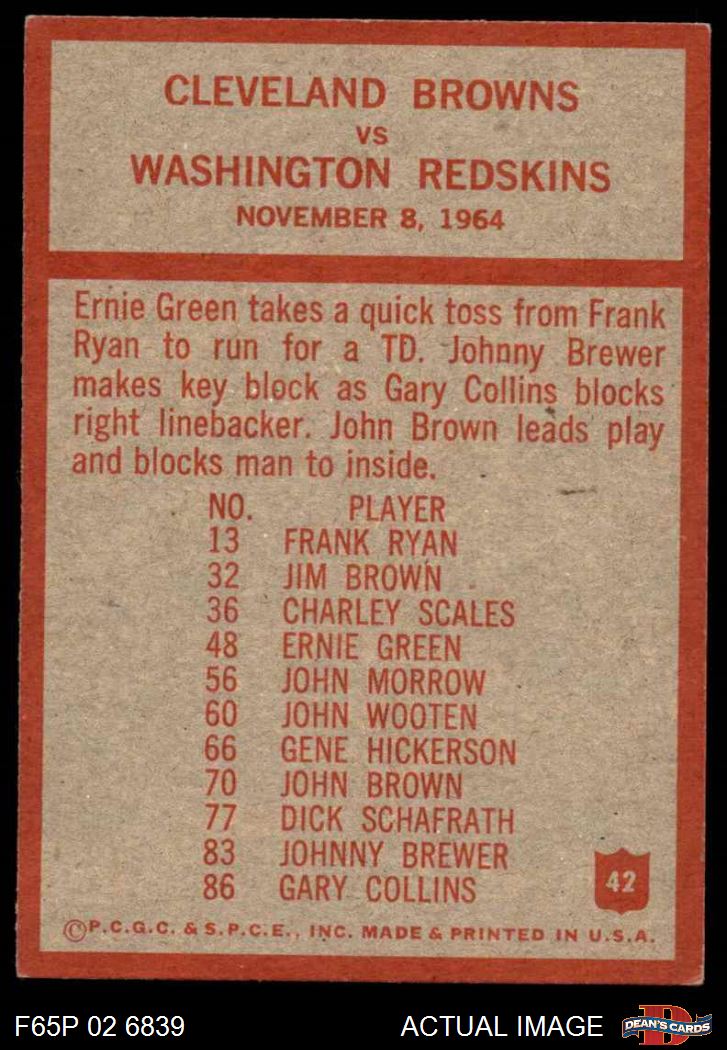 CLEVELAND BROWNS
VS
WASHINGTON REDSKINS
NOVEMBER 8, 1964
Ernie Green takes a quick toss from Frank
Ryan to run for a TD. Johnny Brewer
makes key block as Gary Collins blocks
right linebacker. John Brown leads play
and blocks man to inside.
NO. PLAYER
13 FRANK RYAN
32 JIM BROWN
36 CHARLEY SCALES
48 ERNIE GREEN
56 JOHN MORROW
60 JOHN WOOTEN
66 GENE HICKERSON
70 JOHN BROWN
77 DICK SCHAFRATH
83 JOHNNY BREWER
86 GARY COLLINS
42
©P.C.G.C. & S.P.C.E., INC. MADE & PRINTED IN U.S.A.
F65P 02 6839 ACTUAL IMAGE D DEAN'S CARDS